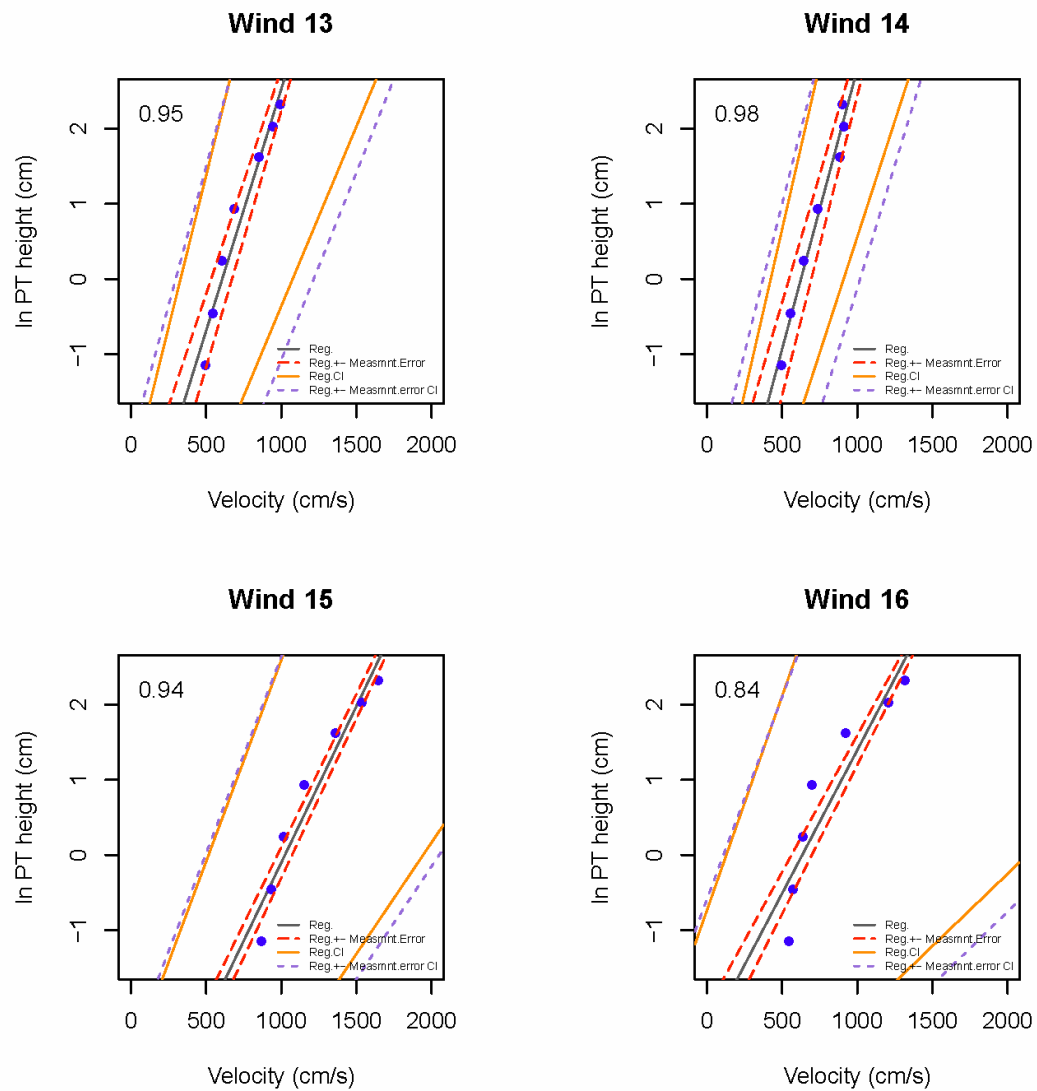 Wind 13
0.95
ln PT height (cm)
2
1
0
−1
Reg.
Reg.+− Measmnt.Error
Reg.CI
Reg.+− Measmnt.error CI
0 500 1000 1500 2000
Velocity (cm/s)
Wind 14
0.98
ln PT height (cm)
2
1
0
−1
Reg.
Reg.+− Measmnt.Error
Reg.CI
Reg.+− Measmnt.error CI
0 500 1000 1500 2000
Velocity (cm/s)
Wind 15
0.94
ln PT height (cm)
2
1
0
−1
Reg.
Reg.+− Measmnt.Error
Reg.CI
Reg.+− Measmnt.error CI
0 500 1000 1500 2000
Velocity (cm/s)
Wind 16
0.84
ln PT height (cm)
2
1
0
−1
Reg.
Reg.+− Measmnt.Error
Reg.CI
Reg.+− Measmnt.error CI
0 500 1000 1500 2000
Velocity (cm/s)